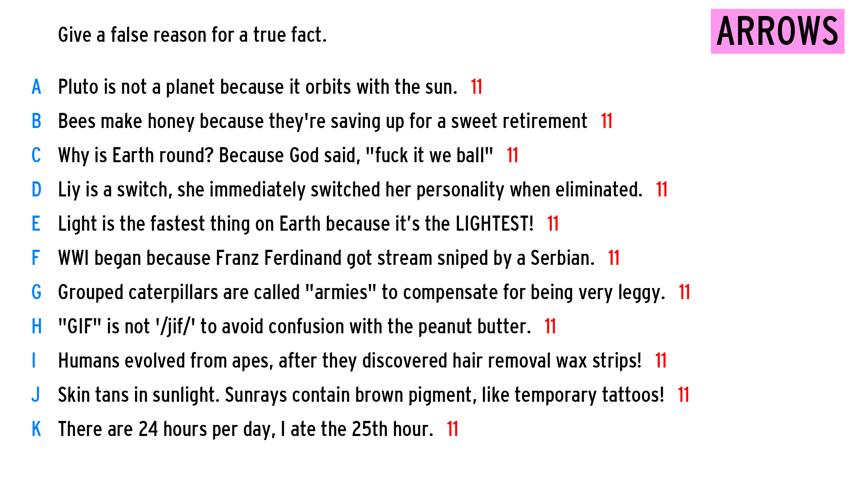 Give a false reason for a true fact.
ARROWS
A Pluto is not a planet because it orbits with the sun. 11
B Bees make honey because they're saving up for a sweet retirement 11
C Why is Earth round? Because God said, "fuck it we ball" 11
D Liy is a switch, she immediately switched her personality when eliminated. 11
E Light is the fastest thing on Earth because it’s the LIGHTEST! 11
F WWI began because Franz Ferdinand got stream sniped by a Serbian. 11
G Grouped caterpillars are called "armies" to compensate for being very leggy. 11
H "GIF" is not '/jif/' to avoid confusion with the peanut butter. 11
I Humans evolved from apes, after they discovered hair removal wax strips! 11
J Skin tans in sunlight. Sunrays contain brown pigment, like temporary tattoos! 11
K There are 24 hours per day, I ate the 25th hour. 11